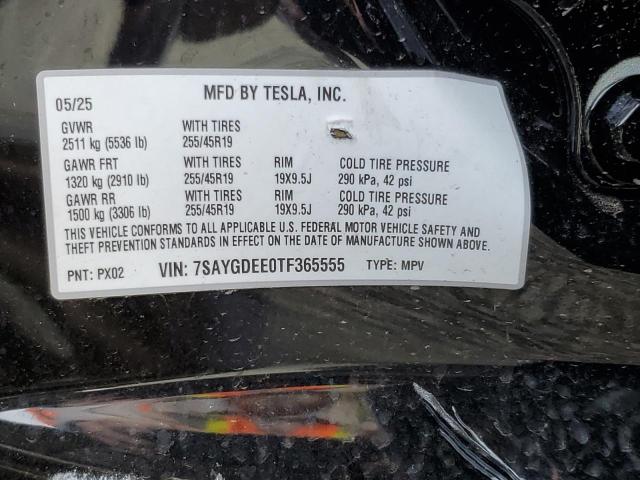 05/25 MFD BY TESLA, INC.
GVWR WITH TIRES
2511 kg (5536 lb) 255/45R19
GAWR FRT WITH TIRES RIM COLD TIRE PRESSURE
1320 kg (2910 lb) 255/45R19 19X9.5J 290 kPa, 42 psi
GAWR RR WITH TIRES RIM COLD TIRE PRESSURE
1500 kg (3306 lb) 255/45R19 19X9.5J 290 kPa, 42 psi
THIS VEHICLE CONFORMS TO ALL APPLICABLE U.S. FEDERAL MOTOR VEHICLE SAFETY AND
THEFT PREVENTION STANDARDS IN EFFECT ON THE DATE OF MANUFACTURE SHOWN ABOVE.
PNT: PX02 VIN: 7SAYGDEE0TF365555 TYPE: MPV